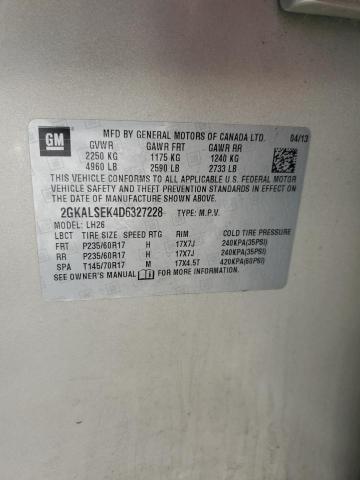 GM
MFD BY GENERAL MOTORS OF CANADA LTD. 04/13
GVWR GAWR FRT GAWR RR
2250 KG 1175 KG 1240 KG
4960 LB 2590 LB 2733 LB
THIS VEHICLE CONFORMS TO ALL APPLICABLE U.S. FEDERAL MOTOR
VEHICLE SAFETY AND THEFT PREVENTION STANDARDS IN EFFECT ON
THE DATE OF MANUFACTURE SHOWN ABOVE.
2GKALSEK4D6327228 TYPE: M.P.V.
MODEL: LH26
LBCT TIRE SIZE SPEED RTG RIM COLD TIRE PRESSURE
FRT P235/60R17 H 17X7J 240KPA(35PSI)
RR P235/60R17 H 17X7J 240KPA(35PSI)
SPA T145/70R17 M 17X4.5T 420KPA(60PSI)
SEE OWNER'S MANUAL FOR MORE INFORMATION.